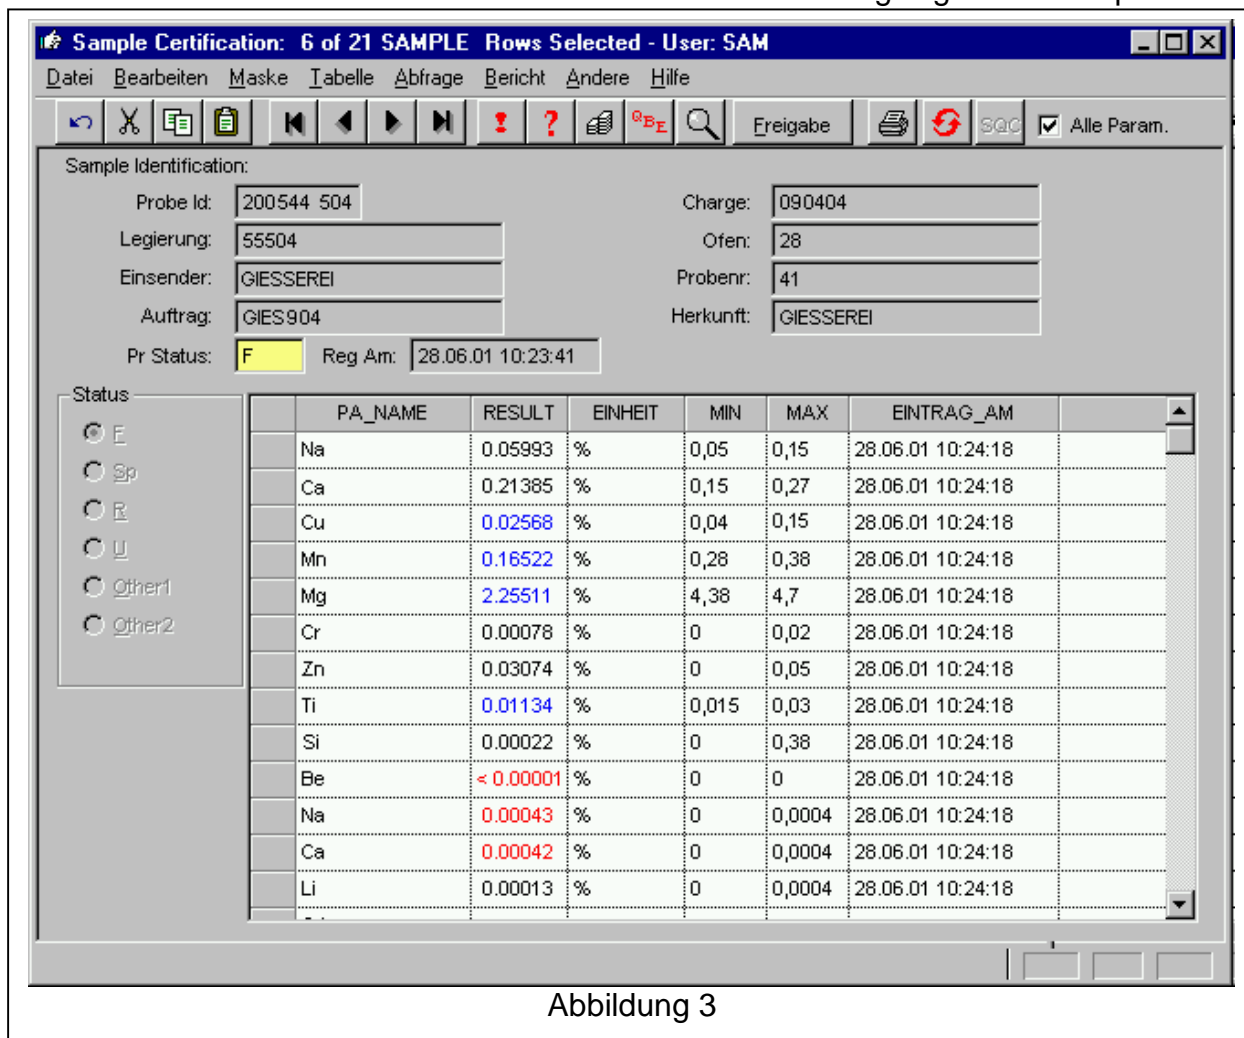 Sample Certification: 6 of 21 SAMPLE Rows Selected - User: SAM
Datei Bearbeiten Maske Tabelle Abfrage Bericht Andere Hilfe
! ? QBE Freigabe SQC Alle Param.
Sample Identification:
Probe Id: 200544 504 Charge: 090404
Legierung: 55504 Ofen: 28
Einsender: GIESSEREI Probenr: 41
Auftrag: GIES904 Herkunft: GIESSEREI
Pr Status: F Reg Am: 28.06.01 10:23:41
Status
F
Sp
R
U
Other1
Other2
PA_NAME RESULT EINHEIT MIN MAX EINTRAG_AM
Na 0.05993 % 0,05 0,15 28.06.01 10:24:18
Ca 0.21385 % 0,15 0,27 28.06.01 10:24:18
Cu 0.02568 % 0,04 0,15 28.06.01 10:24:18
Mn 0.16522 % 0,28 0,38 28.06.01 10:24:18
Mg 2.25511 % 4,38 4,7 28.06.01 10:24:18
Cr 0.00078 % 0 0,02 28.06.01 10:24:18
Zn 0.03074 % 0 0,05 28.06.01 10:24:18
Ti 0.01134 % 0,015 0,03 28.06.01 10:24:18
Si 0.00022 % 0 0,38 28.06.01 10:24:18
Be < 0.00001 % 0 0 28.06.01 10:24:18
Na 0.00043 % 0 0,0004 28.06.01 10:24:18
Ca 0.00042 % 0 0,0004 28.06.01 10:24:18
Li 0.00013 % 0 0,0004 28.06.01 10:24:18
Abbildung 3